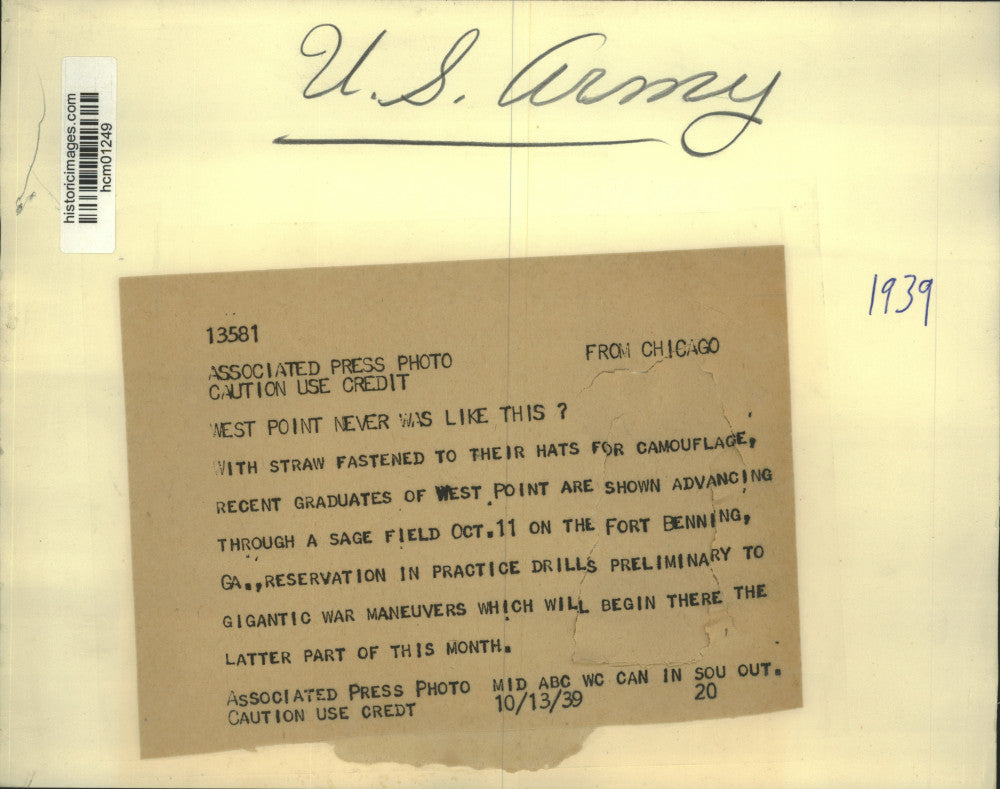 U.S. Army
historicimages.com
hcm01249
1939
13581
ASSOCIATED PRESS PHOTO FROM CHICAGO
CAUTION USE CREDIT
WEST POINT NEVER WAS LIKE THIS ?
WITH STRAW FASTENED TO THEIR HATS FOR CAMOUFLAGE,
RECENT GRADUATES OF WEST POINT ARE SHOWN ADVANCING
THROUGH A SAGE FIELD OCT.11 ON THE FORT BENNING,
GA.,RESERVATION IN PRACTICE DRILLS PRELIMINARY TO
GIGANTIC WAR MANEUVERS WHICH WILL BEGIN THERE THE
LATTER PART OF THIS MONTH.
ASSOCIATED PRESS PHOTO MID ABC WC CAN IN SOU OUT.
CAUTION USE CREDT 10/13/39 20